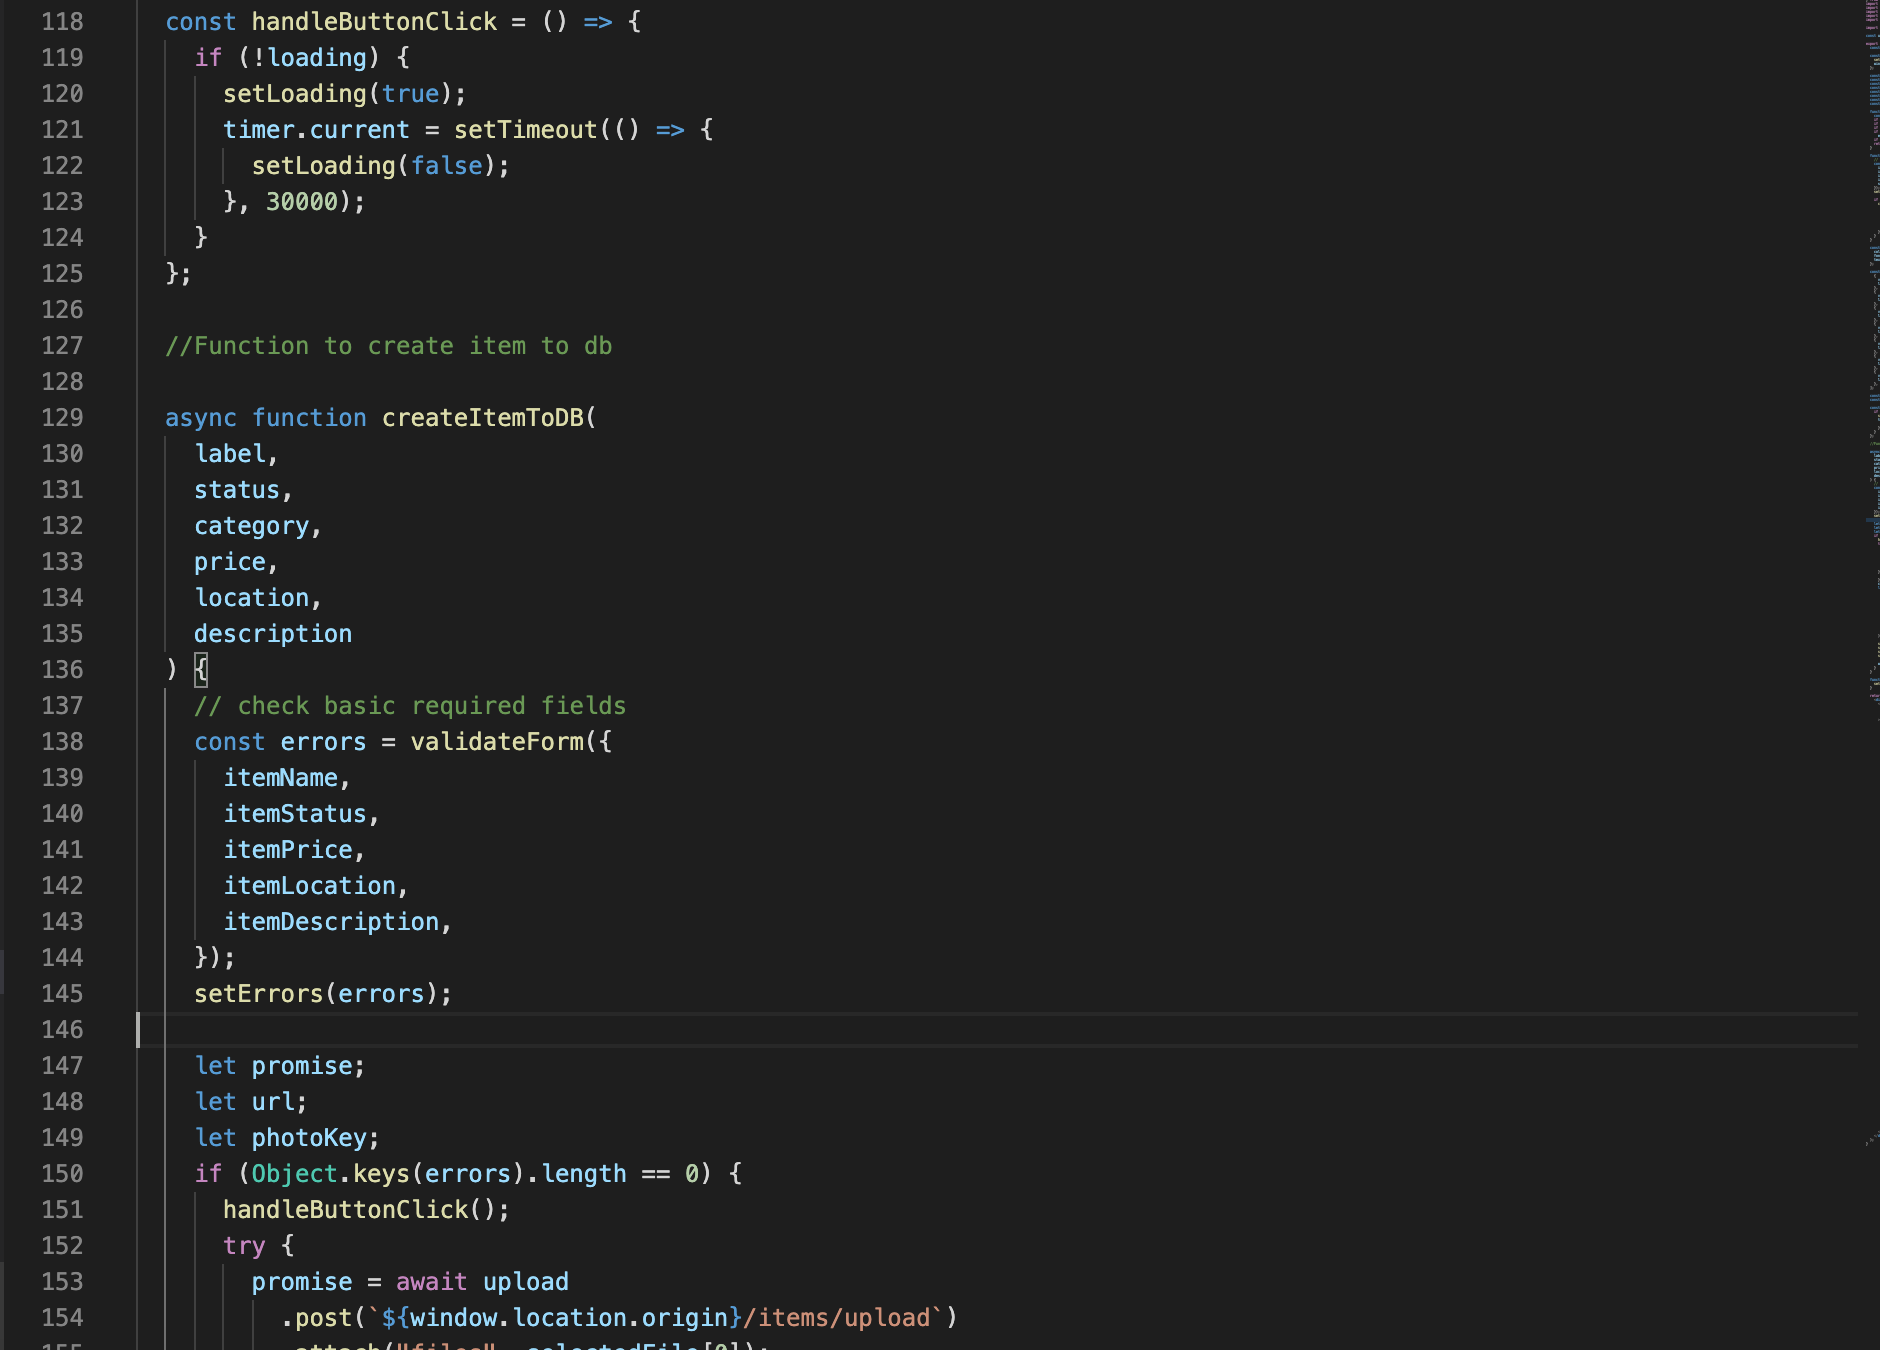 118 const handleButtonClick = () => {
119 if (!loading) {
120 setLoading(true);
121 timer.current = setTimeout(() => {
122 setLoading(false);
123 }, 30000);
124 }
125 };
126
127 //Function to create item to db
128
129 async function createItemToDB(
130 label,
131 status,
132 category,
133 price,
134 location,
135 description
136 ) {
137 // check basic required fields
138 const errors = validateForm({
139 itemName,
140 itemStatus,
141 itemPrice,
142 itemLocation,
143 itemDescription,
144 });
145 setErrors(errors);
146
147 let promise;
148 let url;
149 let photoKey;
150 if (Object.keys(errors).length == 0) {
151 handleButtonClick();
152 try {
153 promise = await upload
154 .post(`${window.location.origin}/items/upload`)
155 .attach("files", selectedFile[0]);